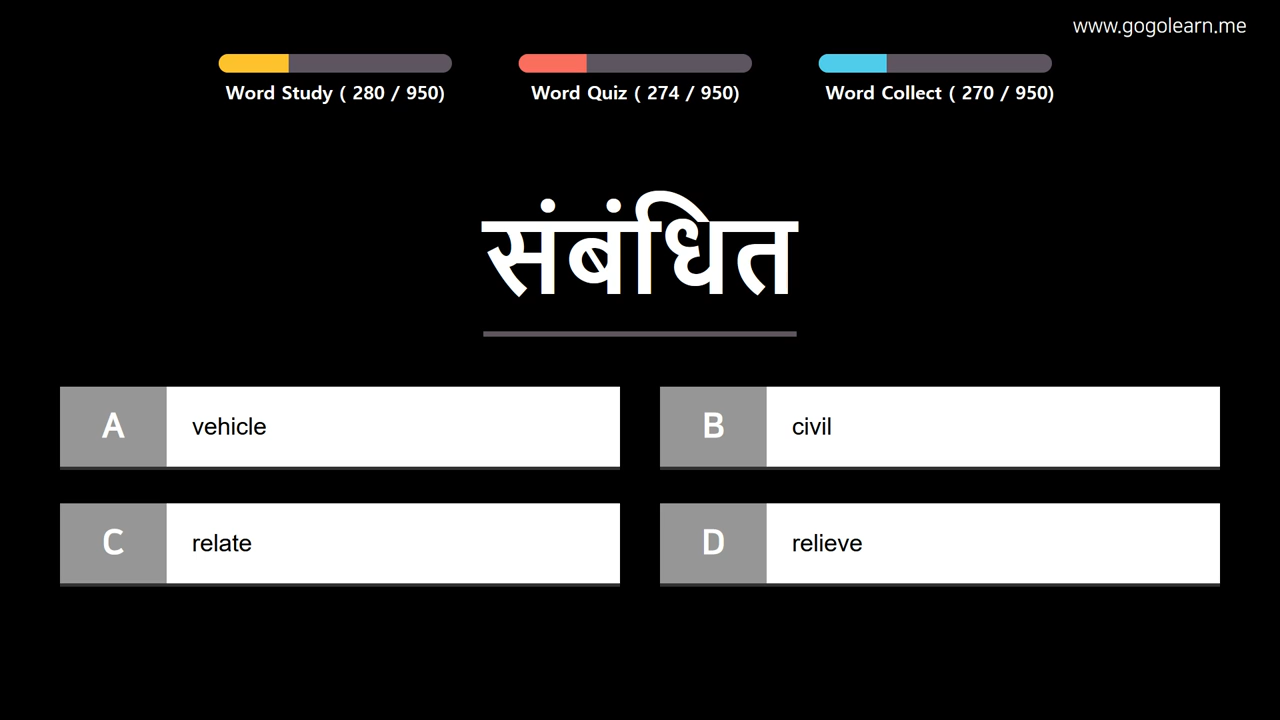 www.gogolearn.me
Word Study ( 280 / 950)
Word Quiz ( 274 / 950)
Word Collect ( 270 / 950)
संबंधित
A vehicle
B civil
C relate
D relieve